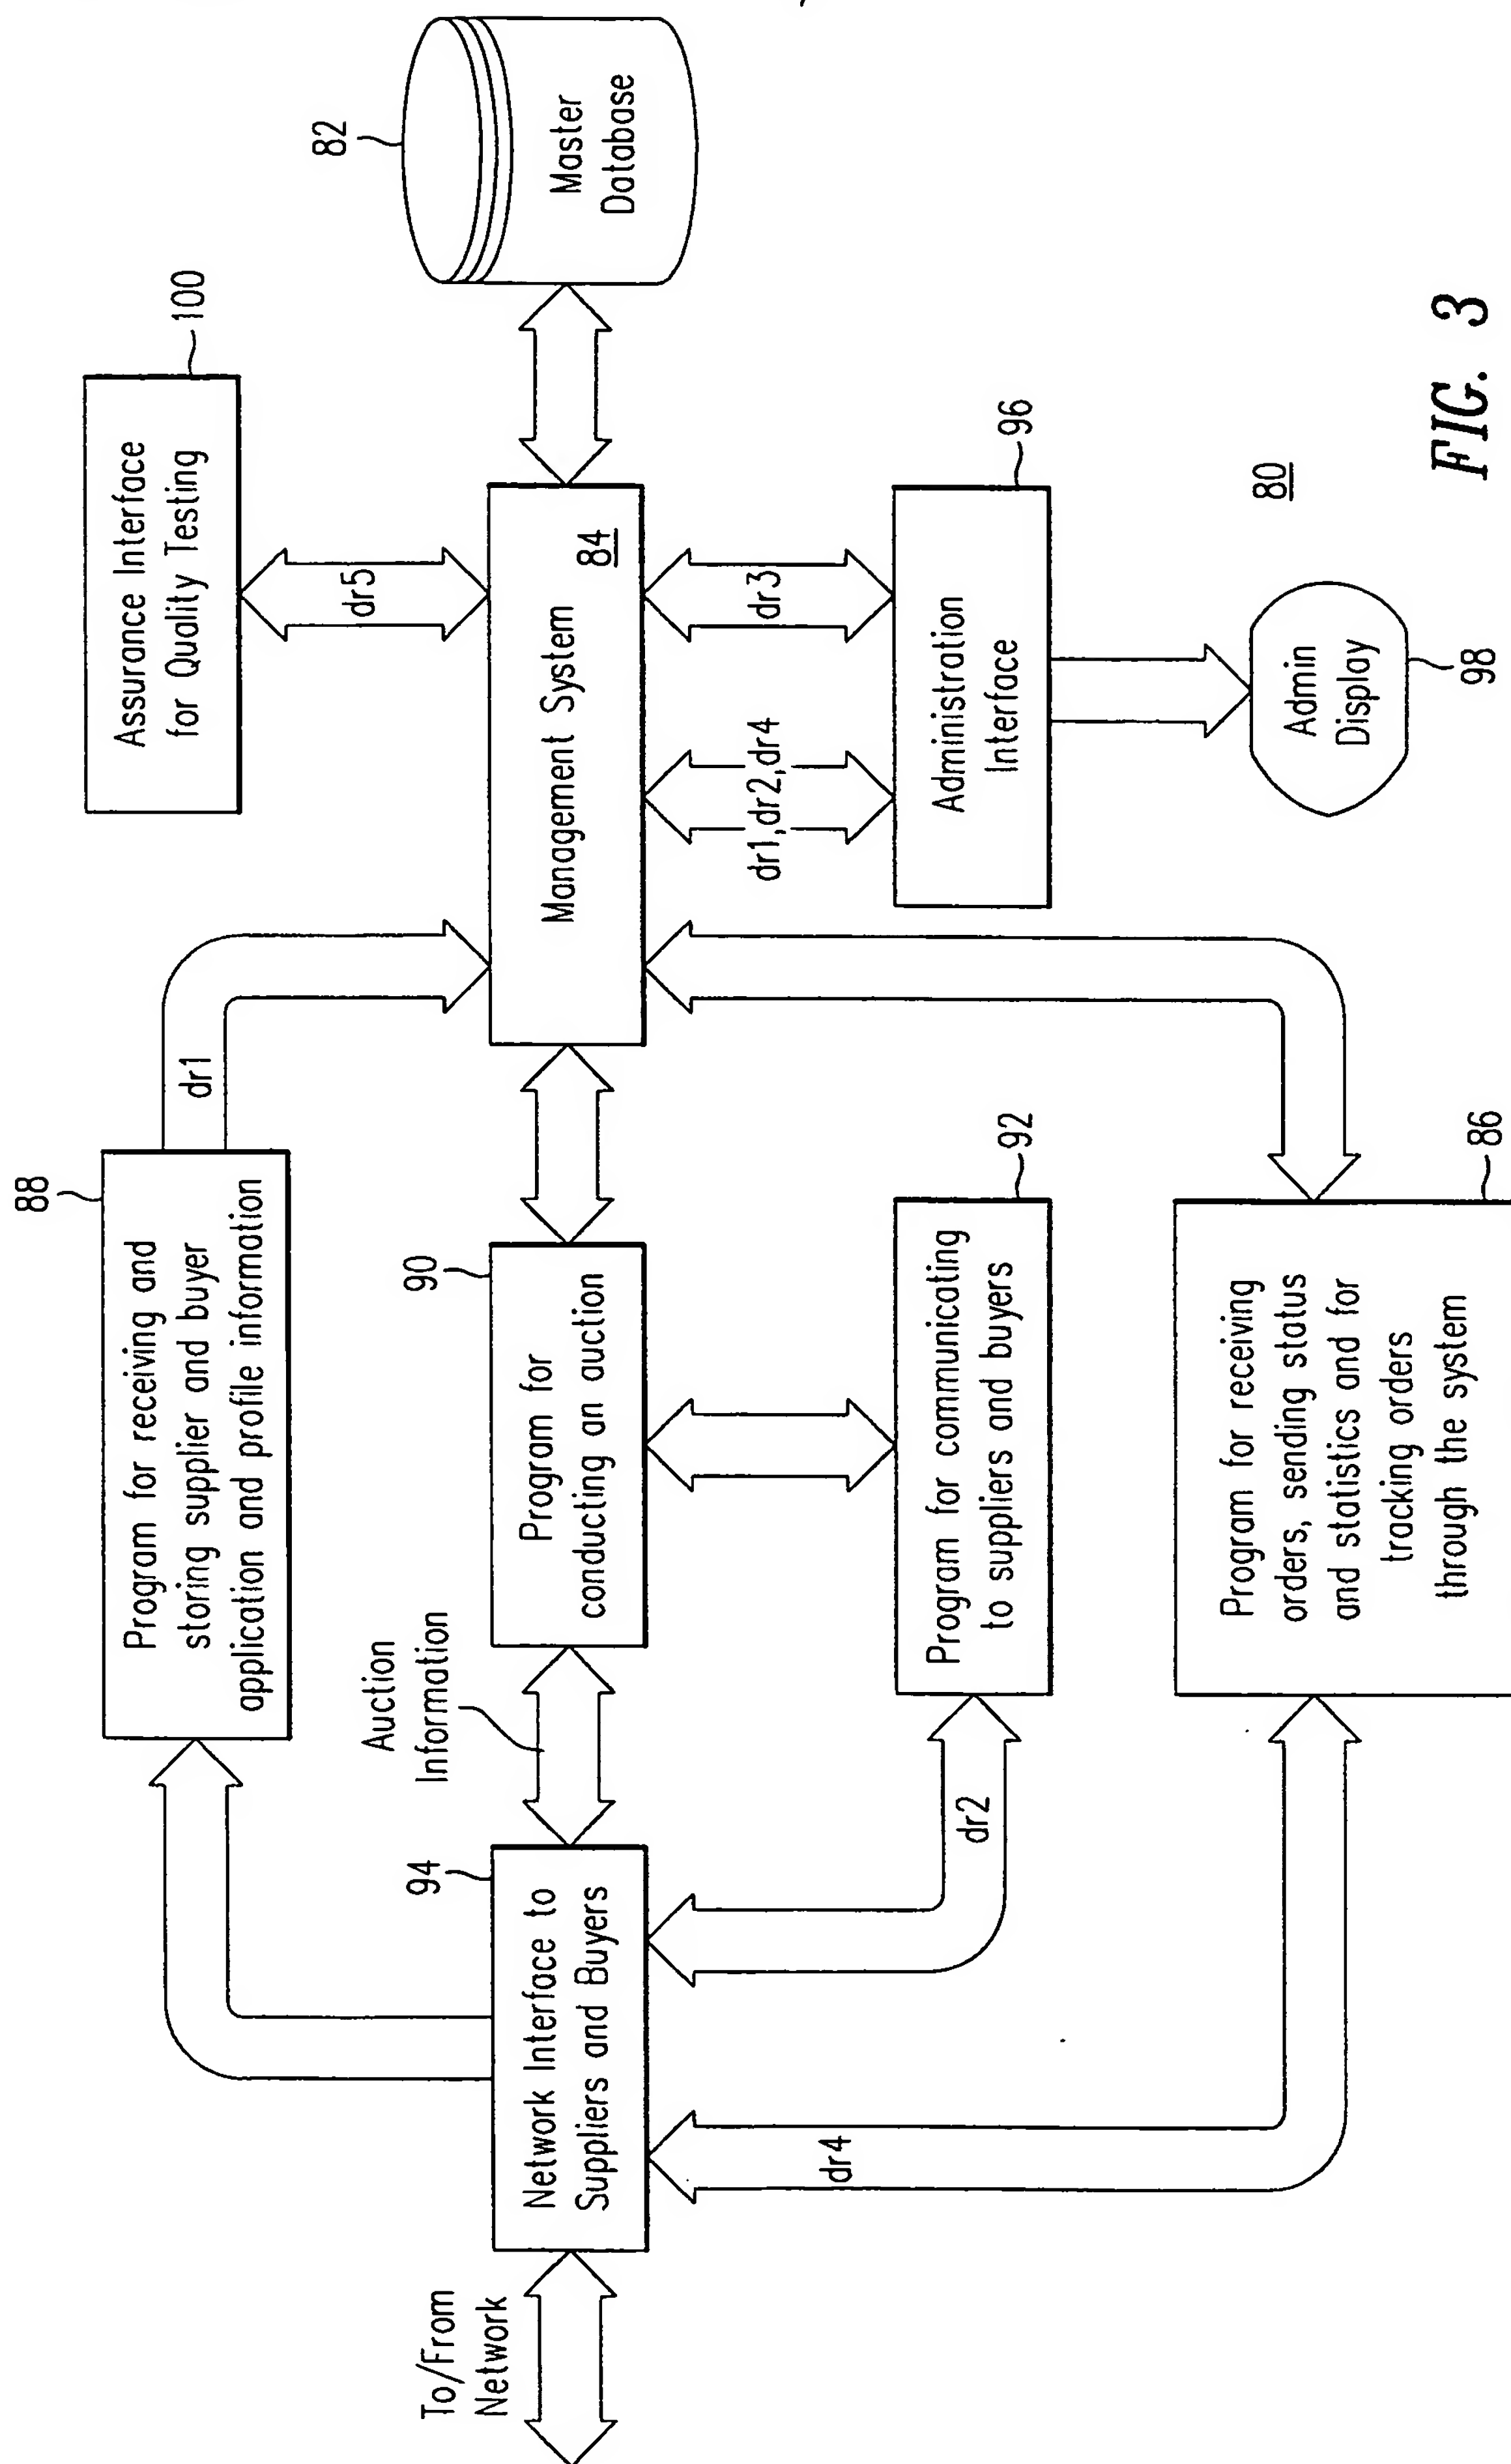 88
Program for receiving and
storing supplier and buyer
application and profile information
dr1
Assurance Interface
for Quality Testing
100
dr5
To/From
Network
94
Network Interface to
Suppliers and Buyers
Auction
Information
90
Program for
conducting an auction
Management System
84
82
Master
Database
dr2
92
Program for communicating
to suppliers and buyers
dr1,dr2,dr4
dr3
96
Administration
Interface
dr4
86
Program for receiving
orders, sending status
and statistics and for
tracking orders
through the system
Admin
Display
98
80
FIG. 3